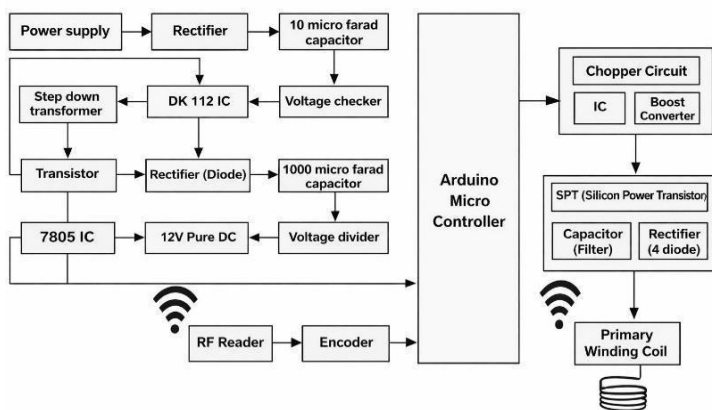 Power supply
Rectifier
10 micro farad
capacitor
Step down
transformer
DK 112 IC
Voltage checker
Transistor
Rectifier (Diode)
1000 micro farad
capacitor
7805 IC
12V Pure DC
Voltage divider
RF Reader
Encoder
Arduino
Micro
Controller
Chopper Circuit
IC
Boost
Converter
SPT (Silicon Power Transistor)
Capacitor
(Filter)
Rectifier
(4 diode)
Primary
Winding Coil